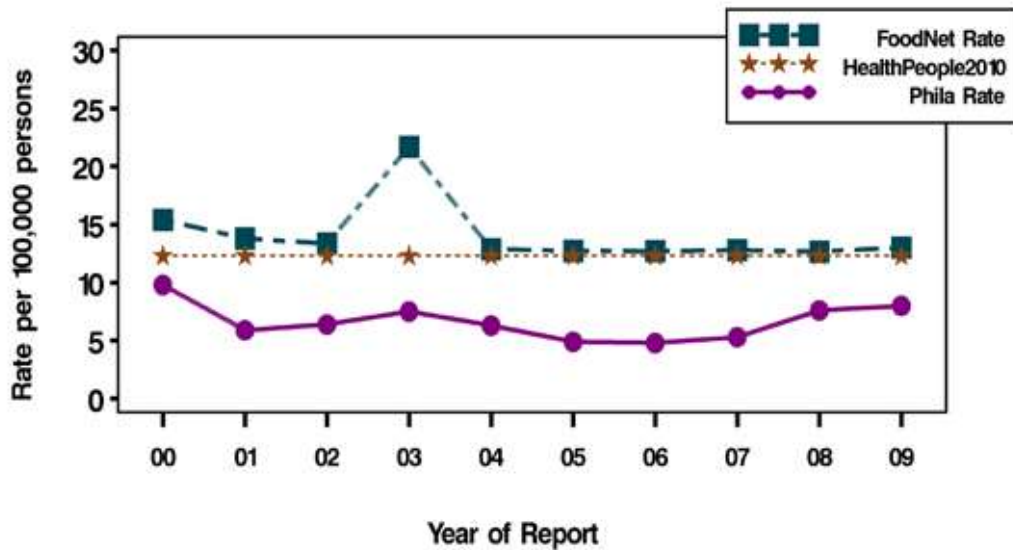 FoodNet Rate
HealthPeople2010
Phila Rate
Rate per 100,000 persons
30
25
20
15
10
5
0
00 01 02 03 04 05 06 07 08 09
Year of Report